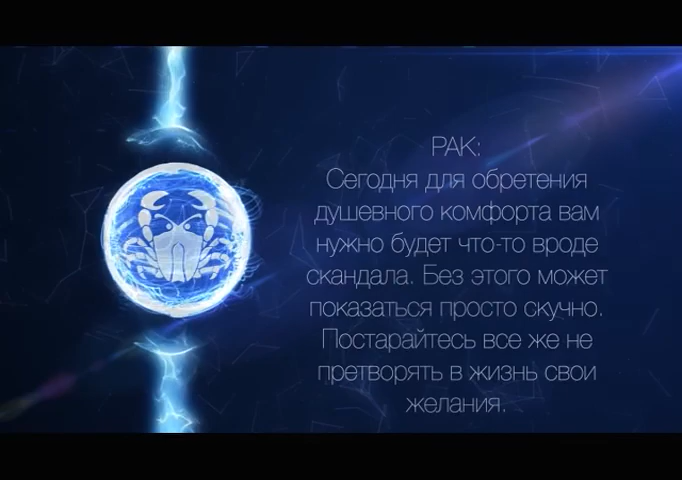 РАК:
Сегодня для обретения
душевного комфорта вам
нужно будет что-то вроде
скандала. Без этого может
показаться просто скучно.
Постарайтесь все же не
претворять в жизнь свои
желания.